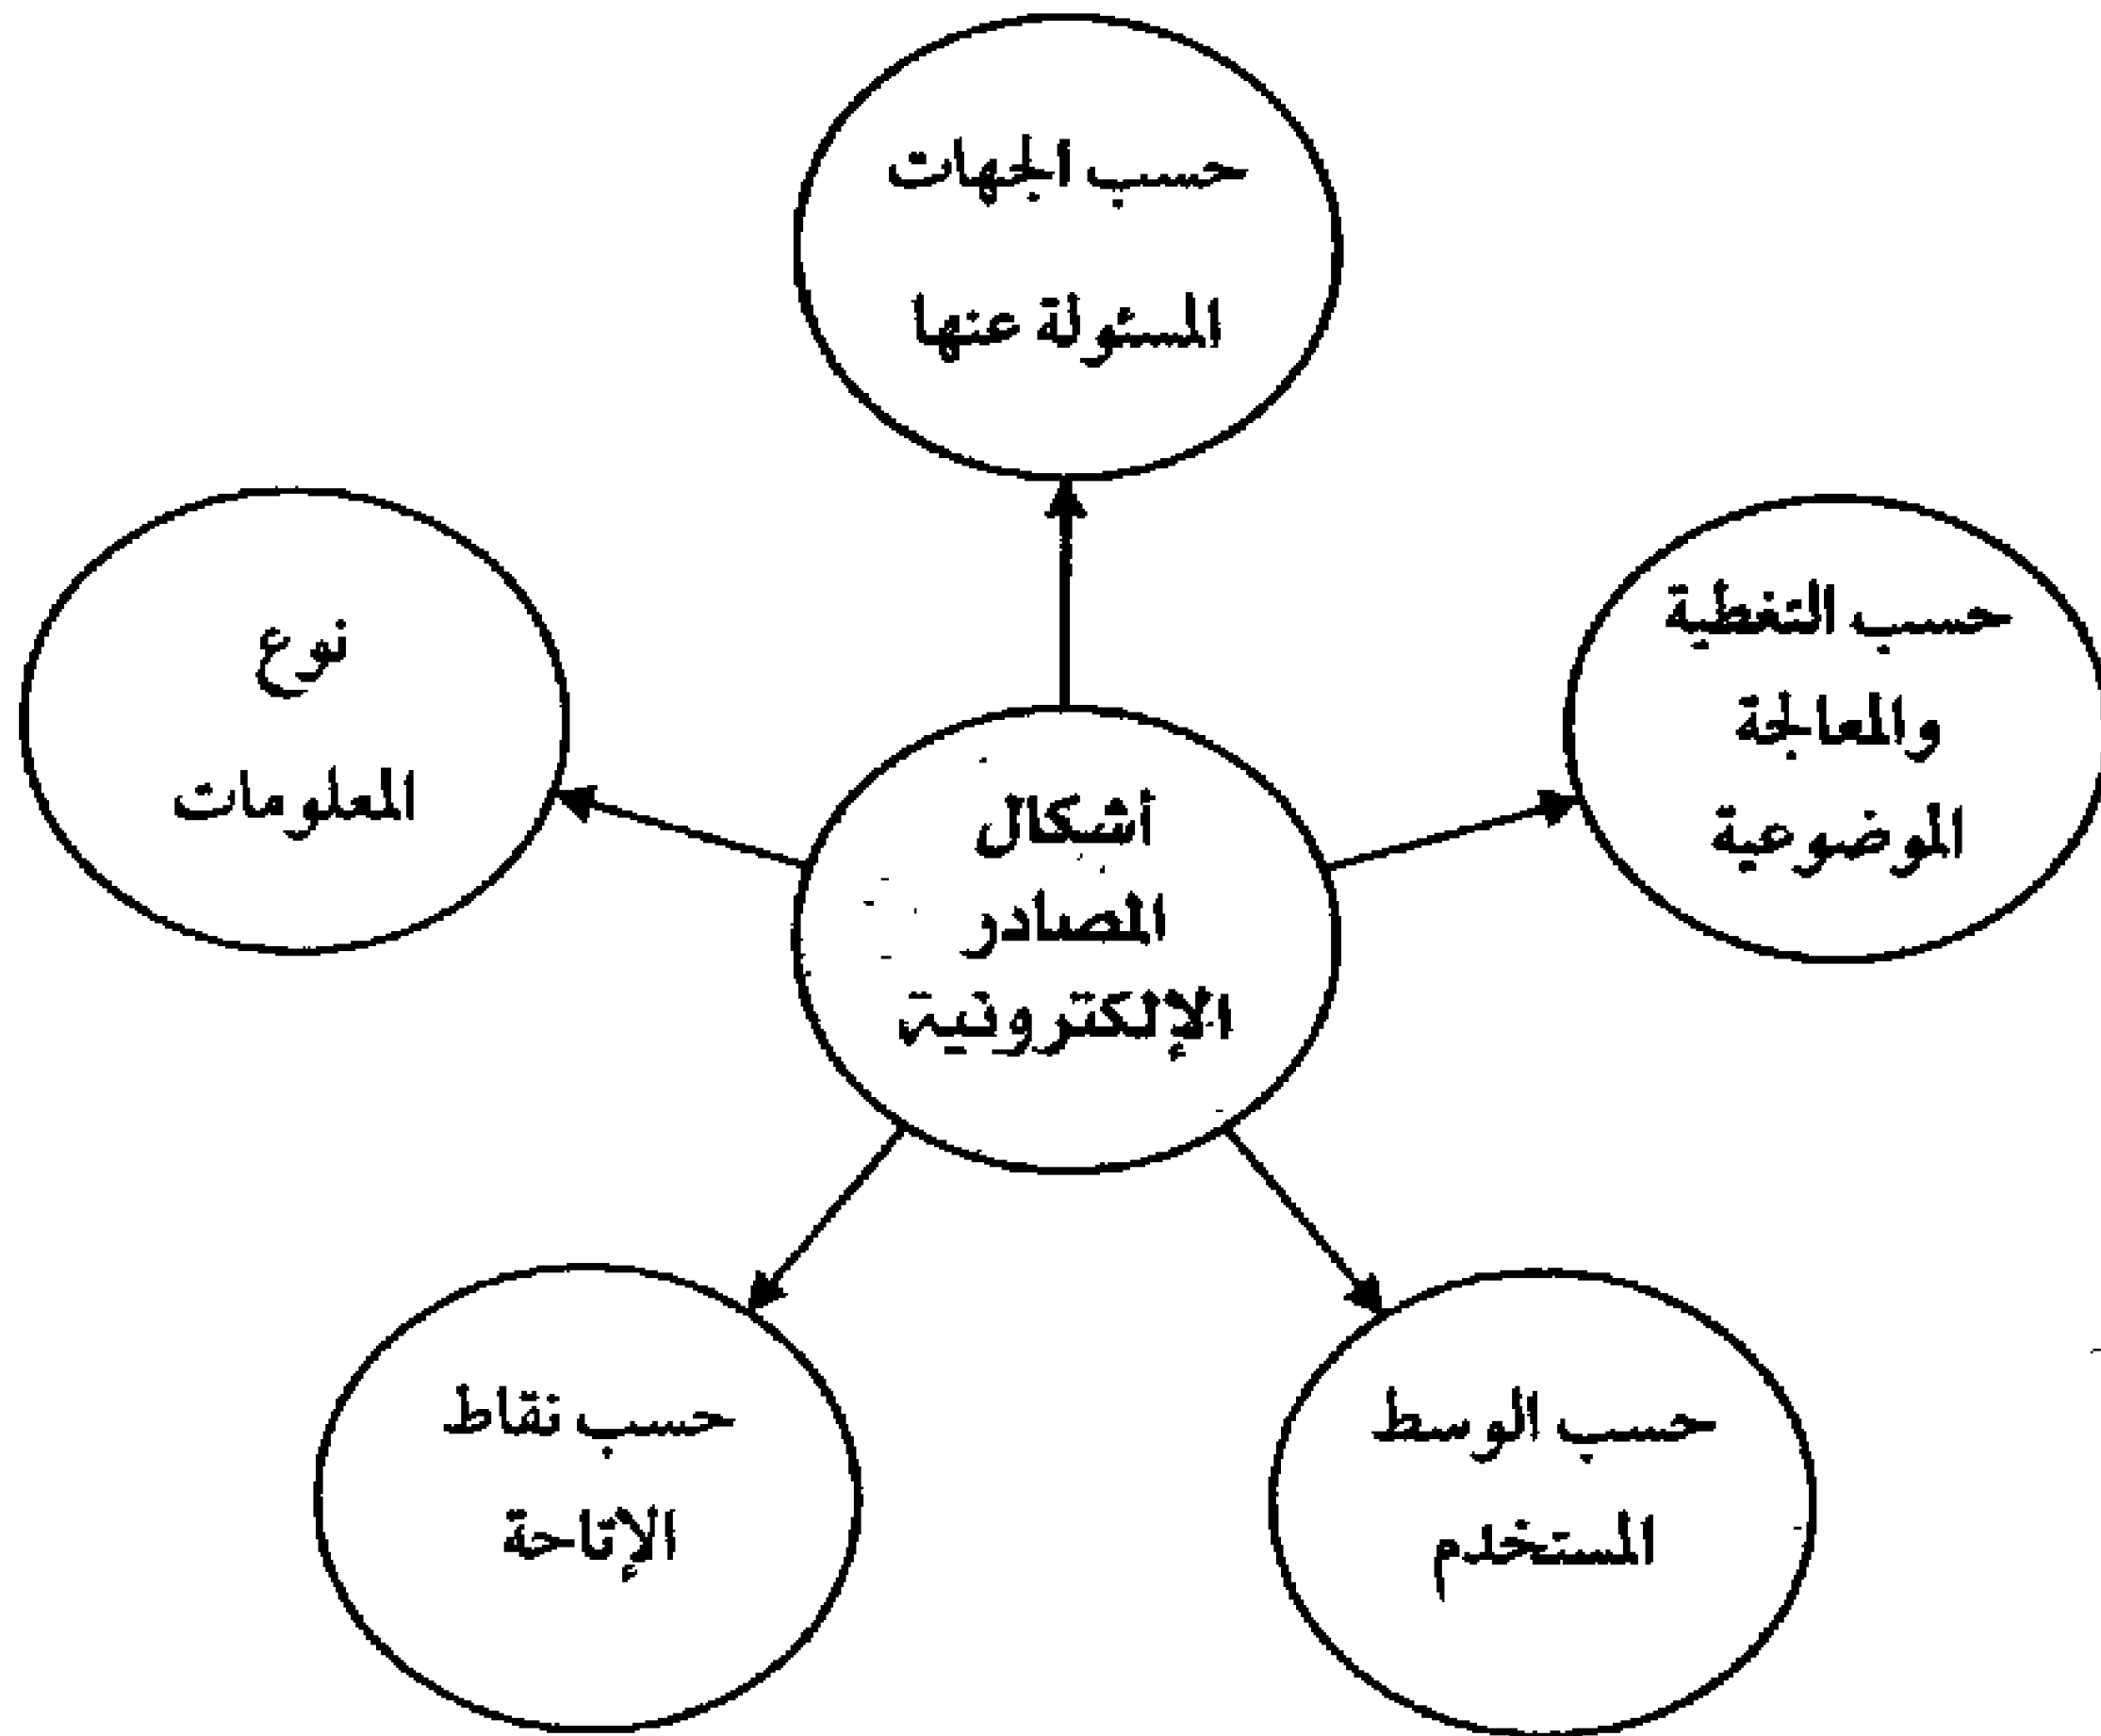 حسب الجهات
المسئولة عنها
حسب التغطية
والمعالجة
الموضوعية
نوع
المعلومات
أشكال
المصادر
الإلكترونية
حسب نقاط
الإتاحة
حسب الوسط
المستخدم